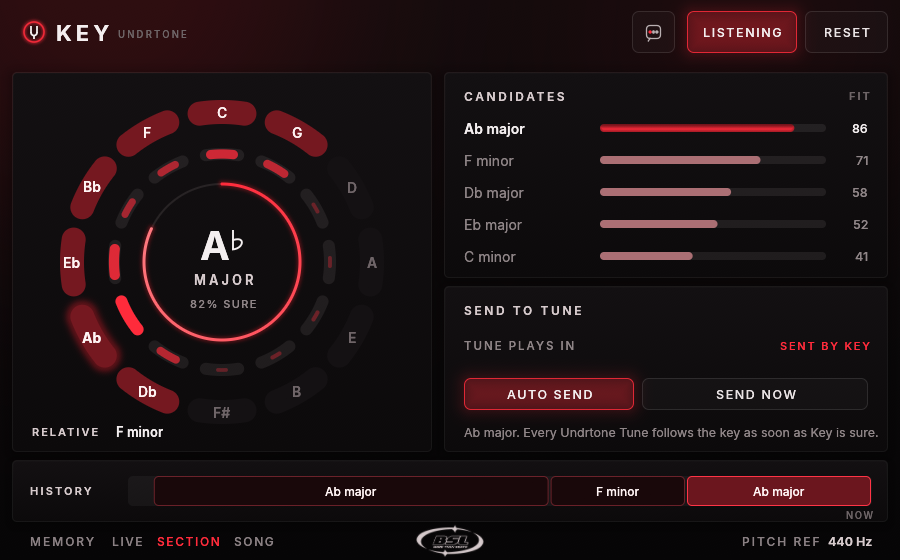 KEY UNDRTONE
LISTENING
RESET
C
F
G
Bb
D
Eb
A
Ab
E
Db
B
F#
A♭
MAJOR
82% SURE
RELATIVE F minor
CANDIDATES FIT
Ab major 86
F minor 71
Db major 58
Eb major 52
C minor 41
SEND TO TUNE
TUNE PLAYS IN SENT BY KEY
AUTO SEND SEND NOW
Ab major. Every Undrtone Tune follows the key as soon as Key is sure.
HISTORY Ab major F minor Ab major
NOW
MEMORY LIVE SECTION SONG
BSL
PITCH REF 440 Hz